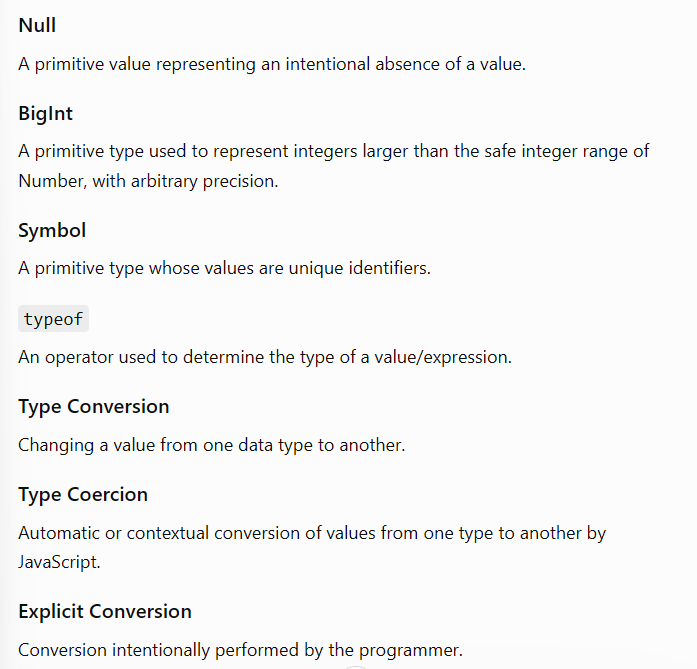 Null
A primitive value representing an intentional absence of a value.
BigInt
A primitive type used to represent integers larger than the safe integer range of
Number, with arbitrary precision.
Symbol
A primitive type whose values are unique identifiers.
typeof
An operator used to determine the type of a value/expression.
Type Conversion
Changing a value from one data type to another.
Type Coercion
Automatic or contextual conversion of values from one type to another by
JavaScript.
Explicit Conversion
Conversion intentionally performed by the programmer.